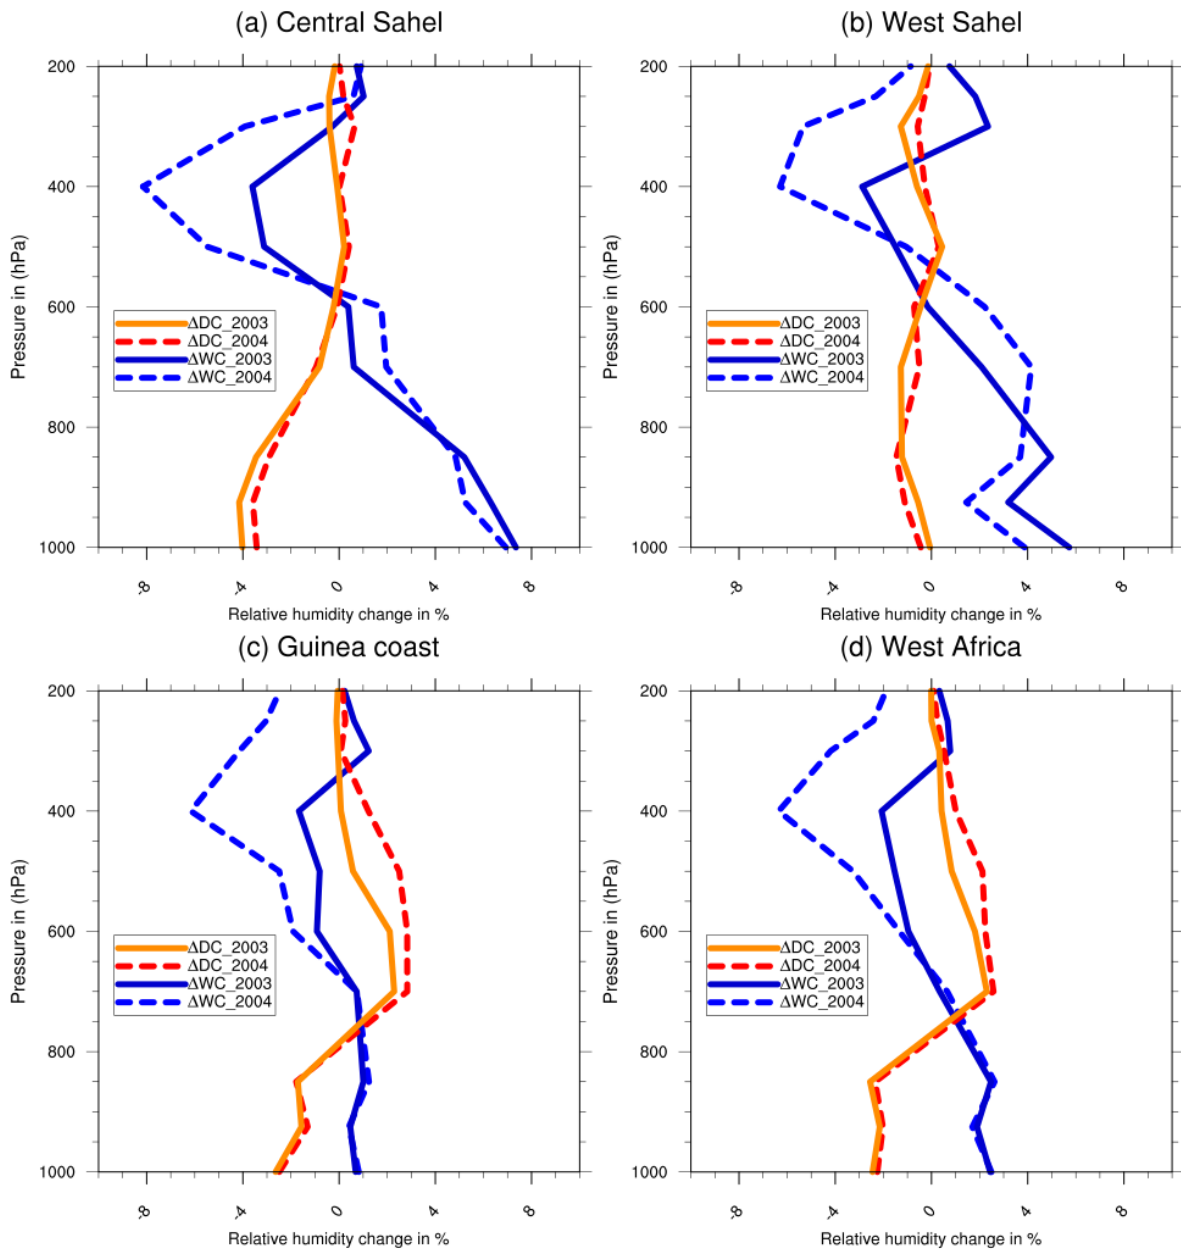 (a) Central Sahel
200
400
600
800
1000
Pressure in (hPa)
ΔDC_2003
ΔDC_2004
ΔWC_2003
ΔWC_2004
-8
-4
0
4
8
Relative humidity change in %
(b) West Sahel
200
400
600
800
1000
Pressure in (hPa)
ΔDC_2003
ΔDC_2004
ΔWC_2003
ΔWC_2004
-8
-4
0
4
8
Relative humidity change in %
(c) Guinea coast
200
400
600
800
1000
Pressure in (hPa)
ΔDC_2003
ΔDC_2004
ΔWC_2003
ΔWC_2004
-8
-4
0
4
8
Relative humidity change in %
(d) West Africa
200
400
600
800
1000
Pressure in (hPa)
ΔDC_2003
ΔDC_2004
ΔWC_2003
ΔWC_2004
-8
-4
0
4
8
Relative humidity change in %